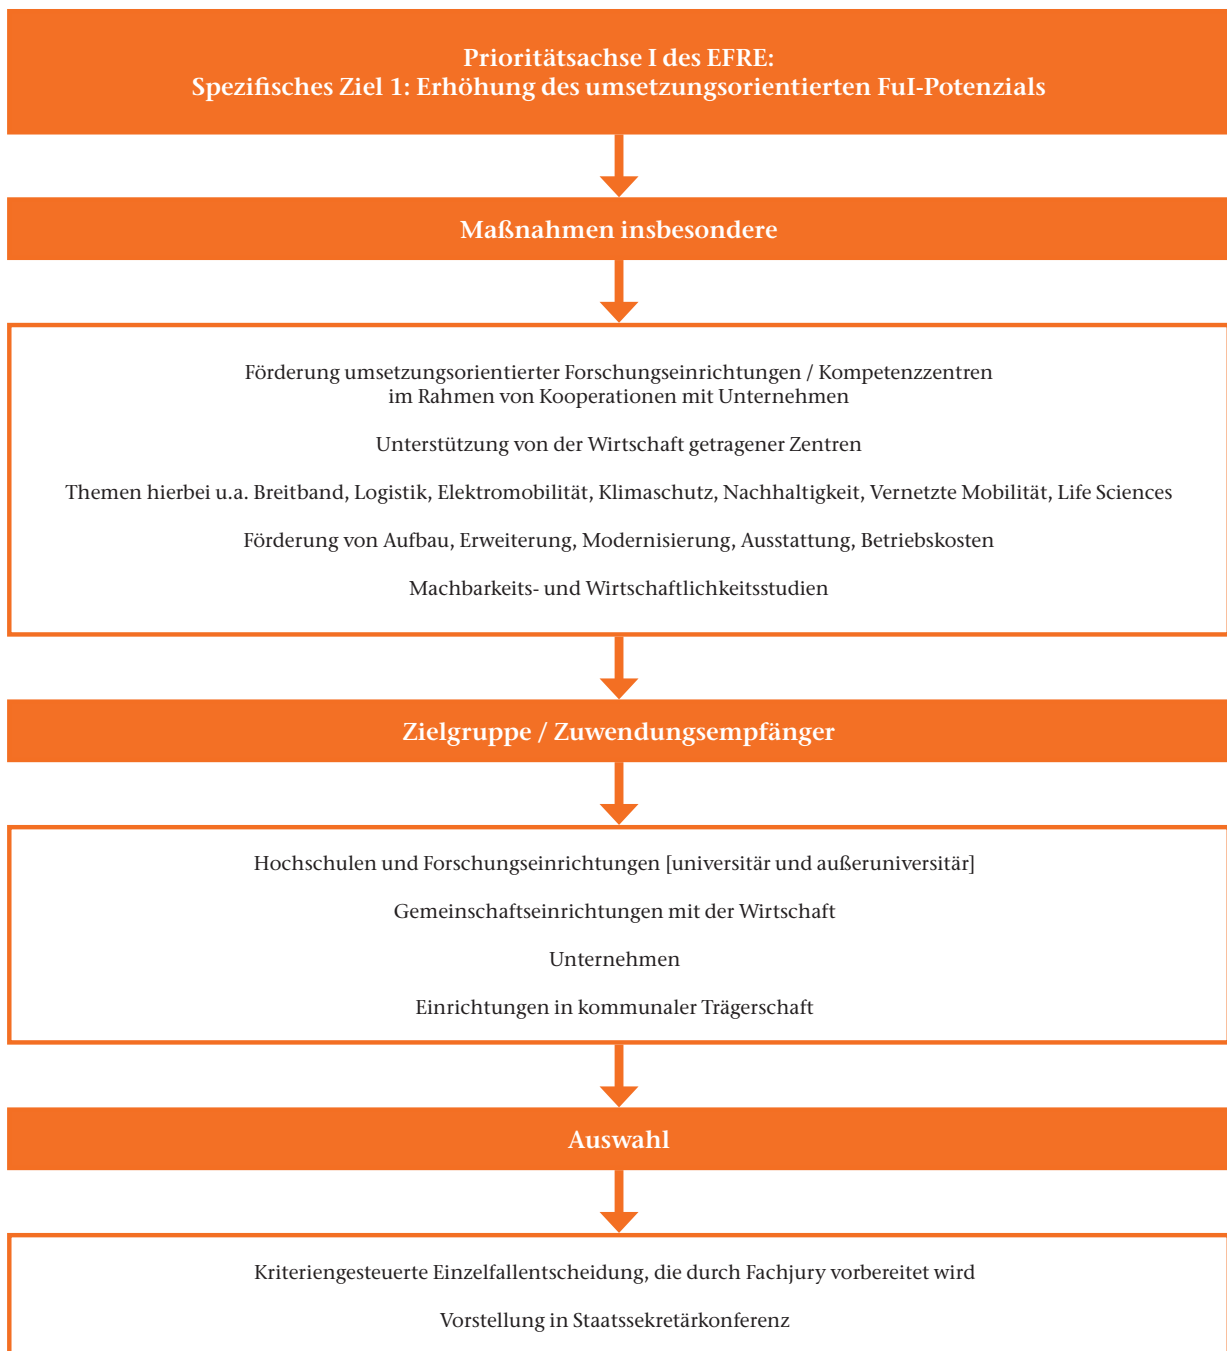 Prioritätsachse I des EFRE:
Spezifisches Ziel 1: Erhöhung des umsetzungsorientierten FuI-Potenzials
Maßnahmen insbesondere
Förderung umsetzungsorientierter Forschungseinrichtungen / Kompetenzzentren
im Rahmen von Kooperationen mit Unternehmen
Unterstützung von der Wirtschaft getragener Zentren
Themen hierbei u.a. Breitband, Logistik, Elektromobilität, Klimaschutz, Nachhaltigkeit, Vernetzte Mobilität, Life Sciences
Förderung von Aufbau, Erweiterung, Modernisierung, Ausstattung, Betriebskosten
Machbarkeits- und Wirtschaftlichkeitsstudien
Zielgruppe / Zuwendungsempfänger
Hochschulen und Forschungseinrichtungen [universitär und außeruniversitär]
Gemeinschaftseinrichtungen mit der Wirtschaft
Unternehmen
Einrichtungen in kommunaler Trägerschaft
Auswahl
Kriteriengesteuerte Einzelfallentscheidung, die durch Fachjury vorbereitet wird
Vorstellung in Staatssekretärkonferenz